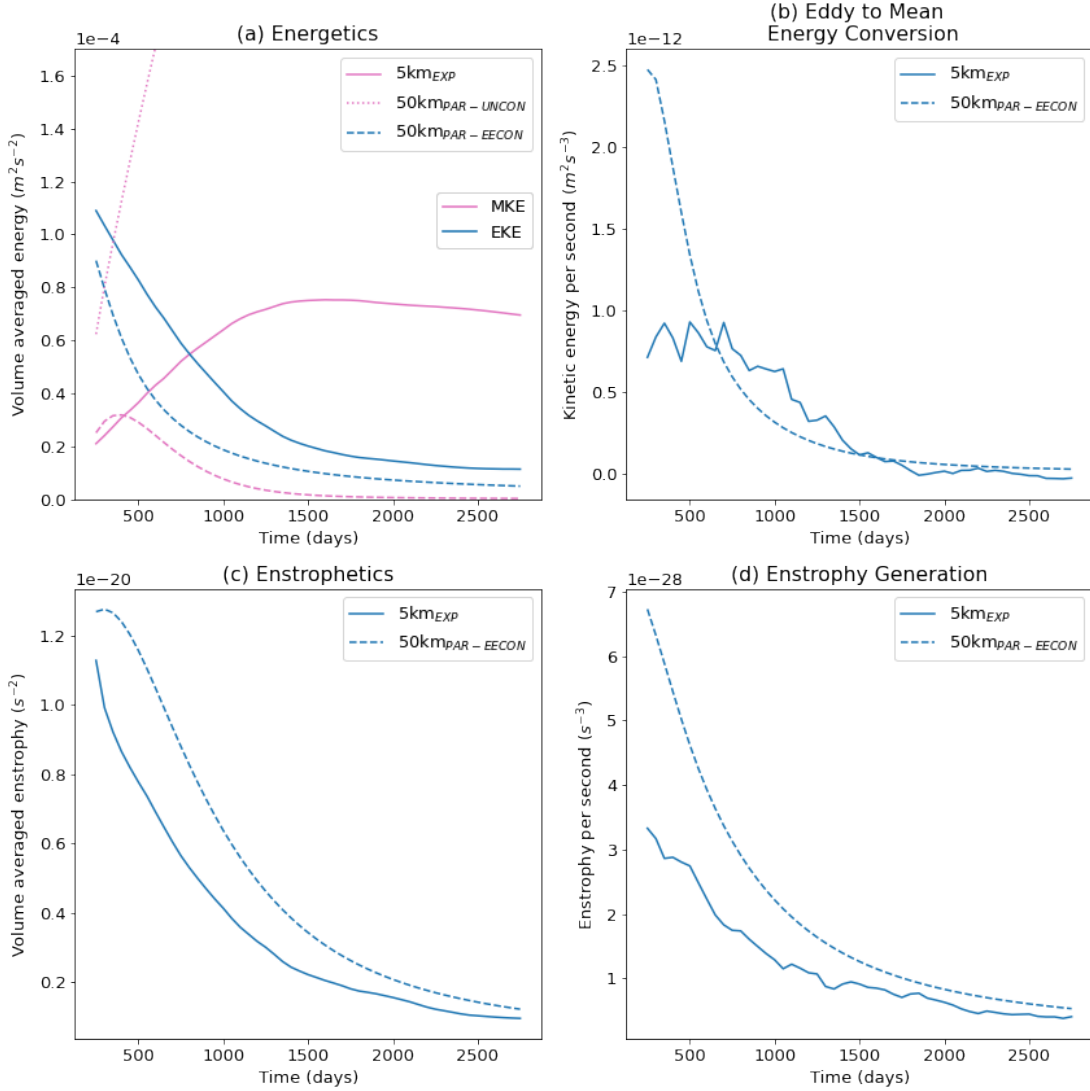 (a) Energetics
1e−4
5km_EXP
50km_PAR−UNCON
50km_PAR−EECON
MKE
EKE
Volume averaged energy (m²s⁻²)
1.6
1.4
1.2
1.0
0.8
0.6
0.4
0.2
0.0
500 1000 1500 2000 2500
Time (days)
(b) Eddy to Mean
Energy Conversion
1e−12
5km_EXP
50km_PAR−EECON
Kinetic energy per second (m²s⁻³)
2.5
2.0
1.5
1.0
0.5
0.0
500 1000 1500 2000 2500
Time (days)
(c) Enstrophetics
1e−20
5km_EXP
50km_PAR−EECON
Volume averaged enstrophy (s⁻²)
1.2
1.0
0.8
0.6
0.4
0.2
500 1000 1500 2000 2500
Time (days)
(d) Enstrophy Generation
1e−28
5km_EXP
50km_PAR−EECON
Enstrophy per second (s⁻³)
7
6
5
4
3
2
1
500 1000 1500 2000 2500
Time (days)